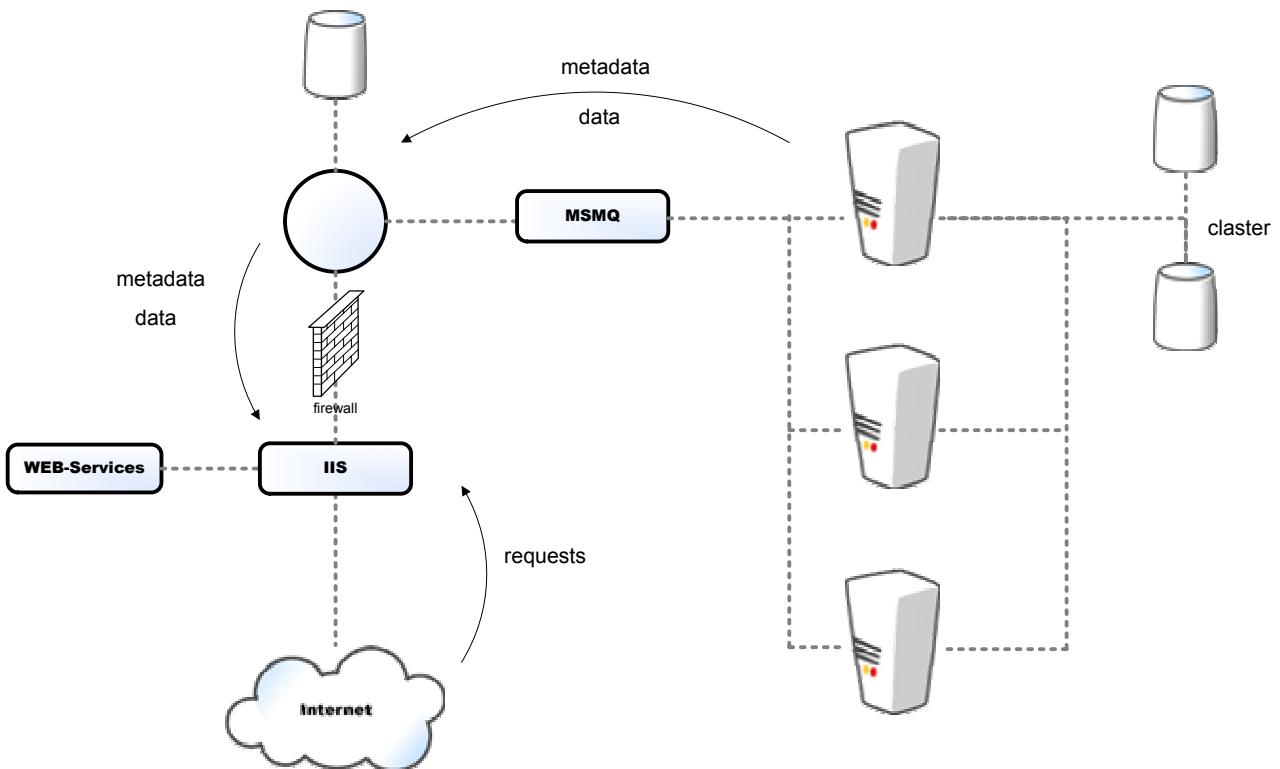 metadata
data
MSMQ
claster
metadata
data
firewall
WEB-Services
IIS
requests
Internet